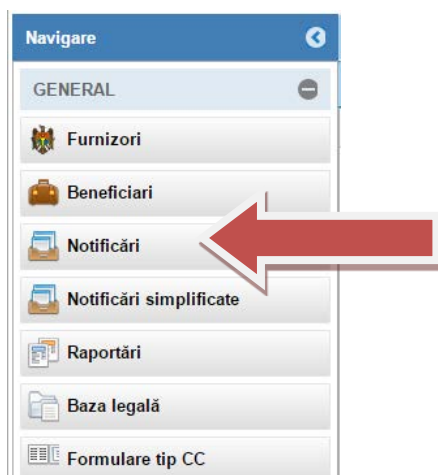 Navigare
GENERAL
Furnizori
Beneficiari
Notificări
Notificări simplificate
Raportări
Baza legală
Formulare tip CC